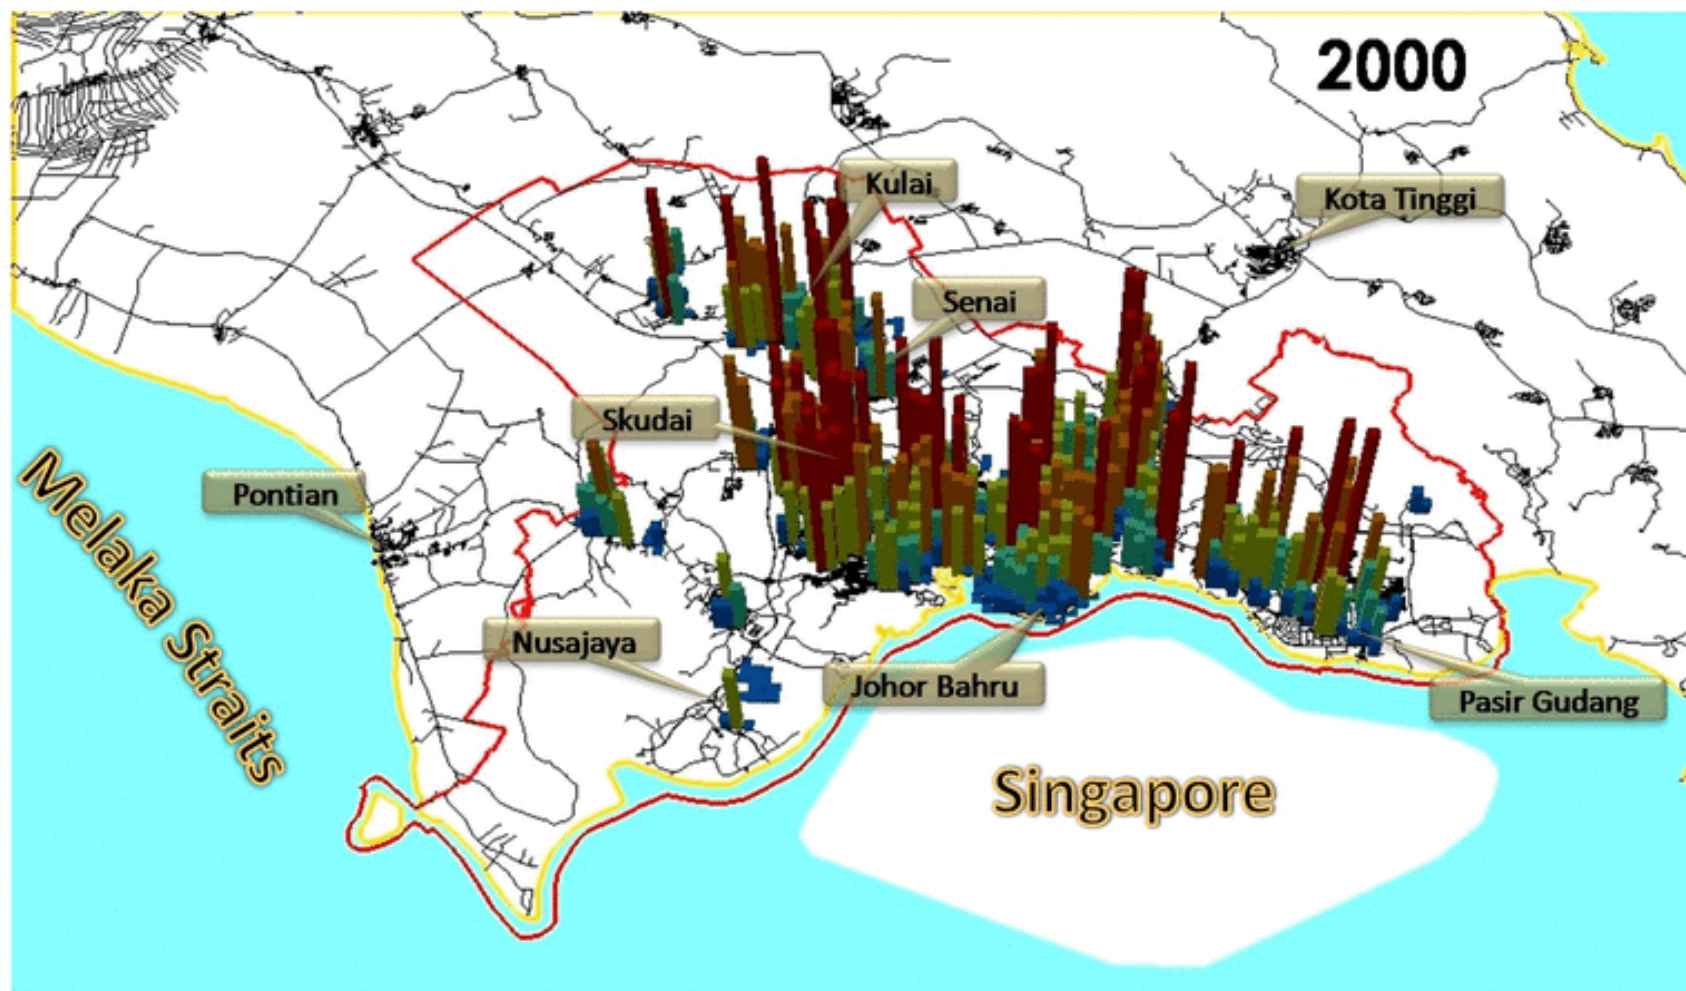 2000
Kulai
Kota Tinggi
Senai
Skudai
Pontian
Melaka Straits
Nusajaya
Johor Bahru
Pasir Gudang
Singapore